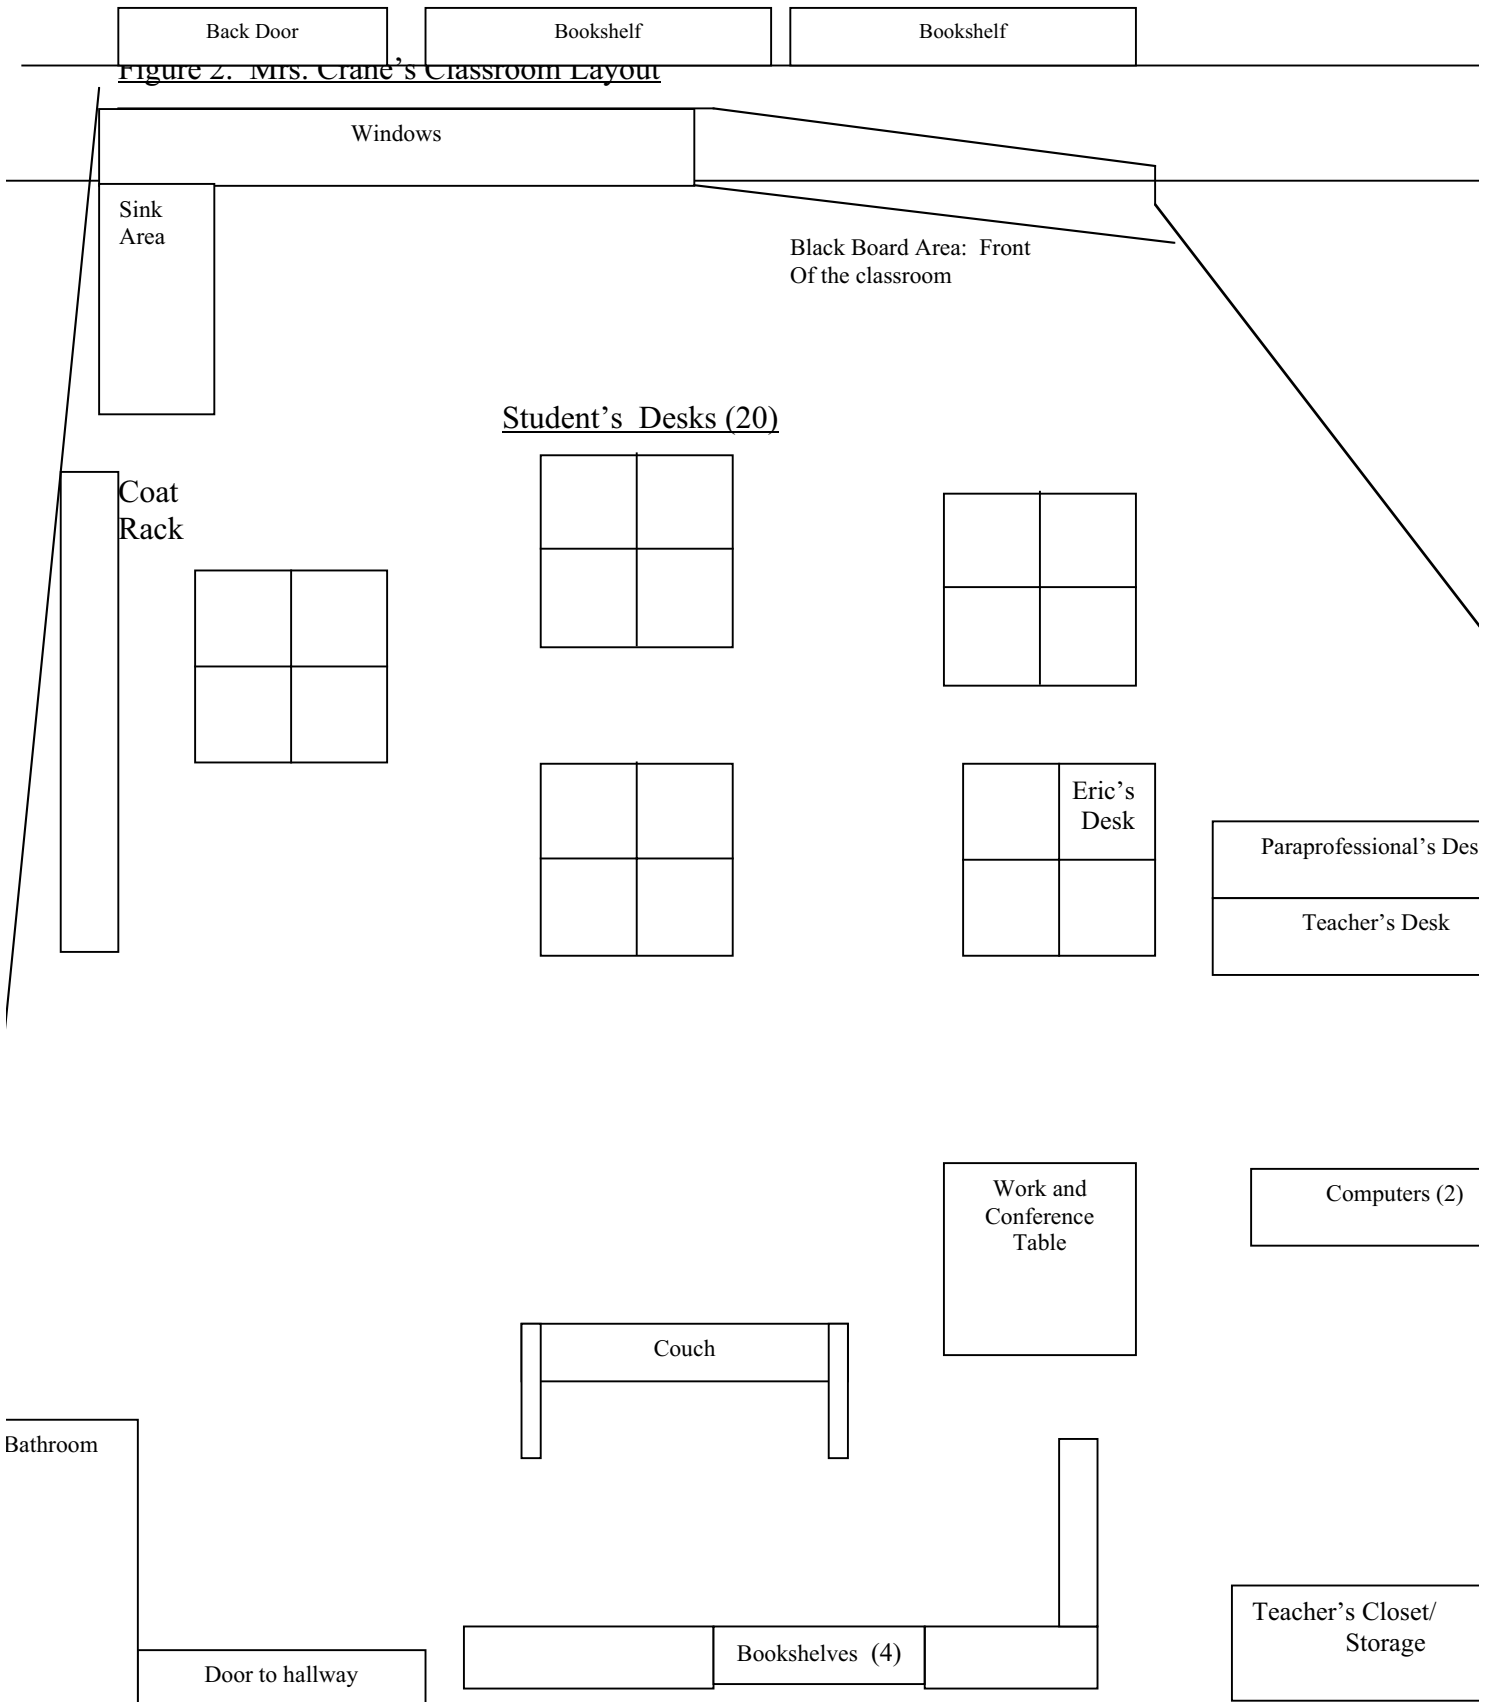 Back Door
Bookshelf
Bookshelf
Figure 2. Mrs. Crane’s Classroom Layout
Windows
Sink
Area
Black Board Area: Front
Of the classroom
Student’s Desks (20)
Coat
Rack
Eric’s
Desk
Paraprofessional’s Des
Teacher’s Desk
Work and
Conference
Table
Computers (2)
Couch
Bathroom
Teacher’s Closet/
Storage
Bookshelves (4)
Door to hallway